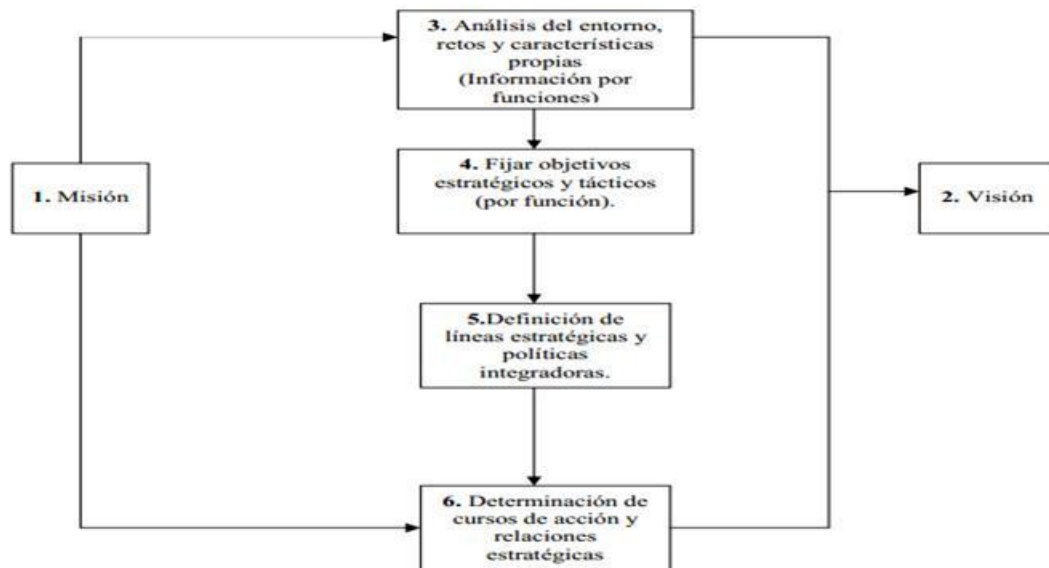 3. Análisis del entorno,
retos y características
propias
(Información por
funciones)
4. Fijar objetivos
estratégicos y tácticos
(por función).
1. Misión
2. Visión
5.Definición de
líneas estratégicas y
políticas
integradoras.
6. Determinación de
cursos de acción y
relaciones
estratégicas